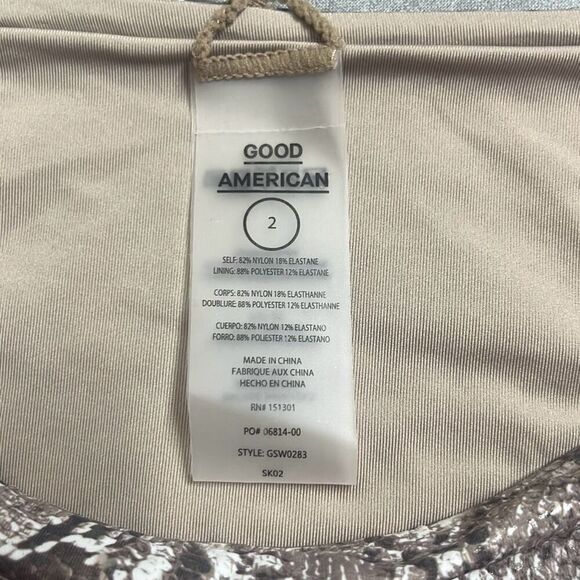 GOOD
AMERICAN
2
SELF: 82% NYLON 18% ELASTANE
LINING: 88% POLYESTER 12% ELASTANE
CORPS: 82% NYLON 18% ELASTHANNE
DOUBLURE: 88% POLYESTER 12% ELASTHANNE
CUERPO: 82% NYLON 12% ELASTANO
FORRO: 88% POLIESTER 12% ELASTANO
MADE IN CHINA
FABRIQUE AUX CHINA
HECHO EN CHINA
RN# 151301
PO# 06814-00
STYLE: GSW0283
SK02